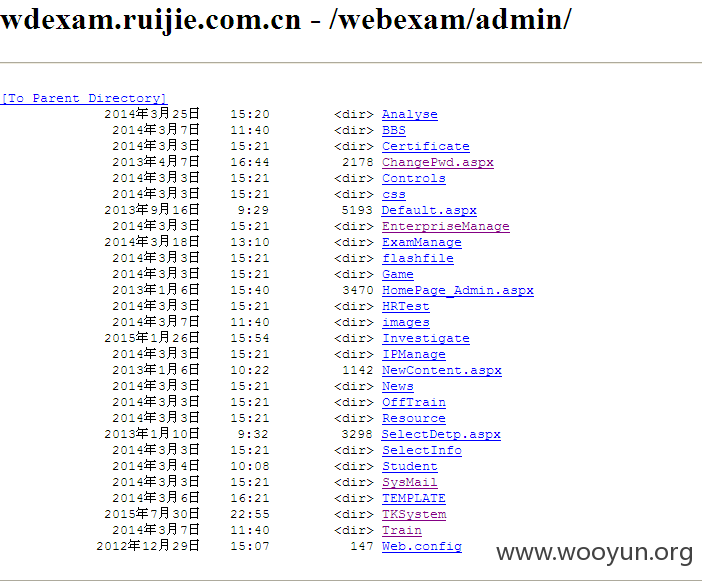 wdexam.ruijie.com.cn - /webexam/admin/
[To Parent Directory]
2014年3月25日 15:20 <dir> Analyse
2014年3月7日 11:40 <dir> BBS
2014年3月3日 15:21 <dir> Certificate
2013年4月7日 16:44 2178 ChangePwd.aspx
2014年3月3日 15:21 <dir> Controls
2014年3月3日 15:21 <dir> css
2013年9月16日 9:29 5193 Default.aspx
2014年3月3日 15:21 <dir> EnterpriseManage
2014年3月18日 13:10 <dir> ExamManage
2014年3月3日 15:21 <dir> flashfile
2014年3月3日 15:21 <dir> Game
2013年1月6日 15:40 3470 HomePage_Admin.aspx
2014年3月3日 15:21 <dir> HRTest
2014年3月7日 11:40 <dir> images
2015年1月26日 15:54 <dir> Investigate
2014年3月3日 15:21 <dir> IPManage
2013年1月6日 10:22 1142 NewContent.aspx
2014年3月3日 15:21 <dir> News
2014年3月3日 15:21 <dir> OffTrain
2014年3月3日 15:21 <dir> Resource
2013年1月10日 9:32 3298 SelectDetp.aspx
2014年3月3日 15:21 <dir> SelectInfo
2014年3月4日 10:08 <dir> Student
2014年3月3日 15:21 <dir> SysMail
2014年3月6日 16:21 <dir> TEMPLATE
2015年7月30日 22:55 <dir> TKSystem
2014年3月7日 11:40 <dir> Train
2012年12月29日 15:07 147 Web.config
www.wooyun.org